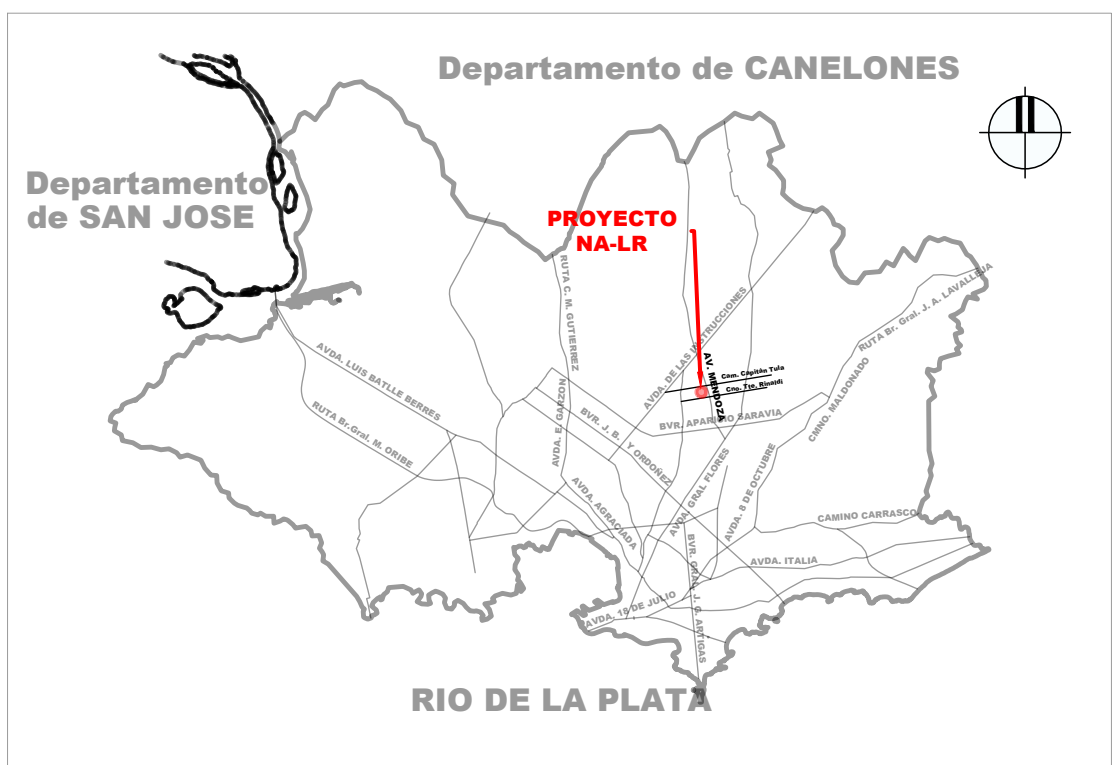 Departamento de CANELONES
Departamento
de SAN JOSE
PROYECTO
NA-LR
RUTA C. M. GUTIERREZ
AVDA. DE LAS INSTRUCCIONES
RUTA Br. Gral. J. A. LAVALLEJA
AVDA. LUIS BATLLE BERRES
AV. MENDOZA
Cam. Capitán Tula
Cno. Tte. Rinaldi
RUTA Br.Gral. M. ORIBE
AVDA. E. GARZON
BVR. J. B. Y ORDOÑEZ
BVR. APARICIO SARAVIA
CMNO. MALDONADO
AVDA. AGRACIADA
AVDA. GRAL FLORES
AVDA. 8 DE OCTUBRE
CAMINO CARRASCO
BVR. GRAL. J. G. ARTIGAS
AVDA. ITALIA
AVDA. 18 DE JULIO
RIO DE LA PLATA